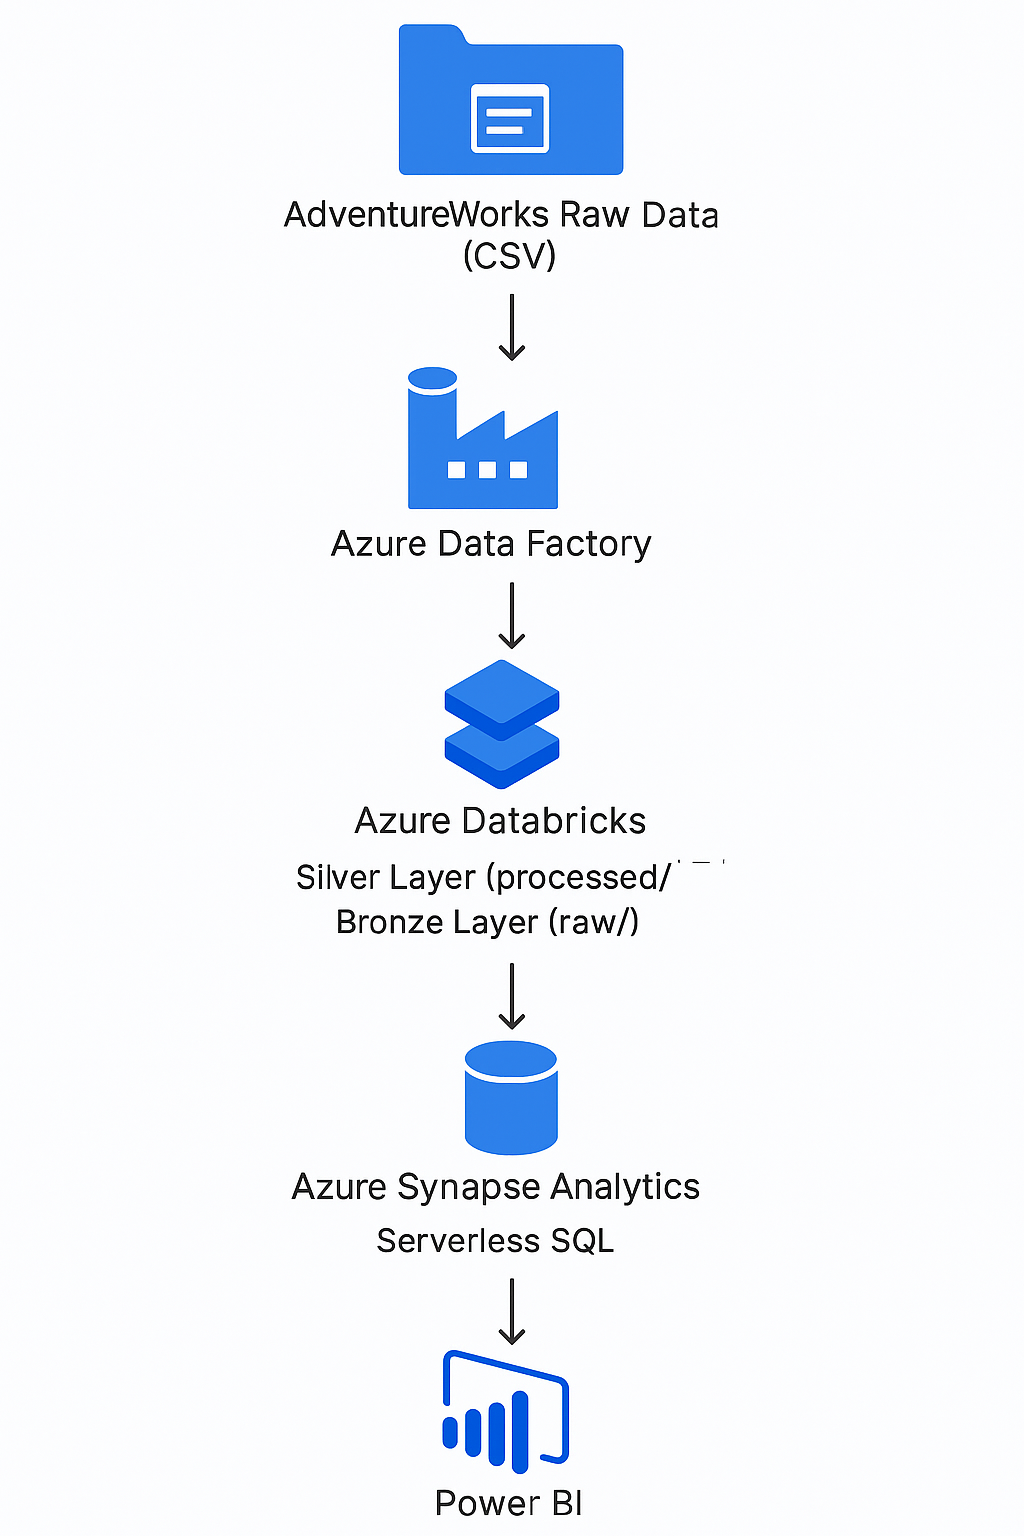 AdventureWorks Raw Data
(CSV)
Azure Data Factory
Azure Databricks
Silver Layer (processed/
Bronze Layer (raw/)
Azure Synapse Analytics
Serverless SQL
Power BI